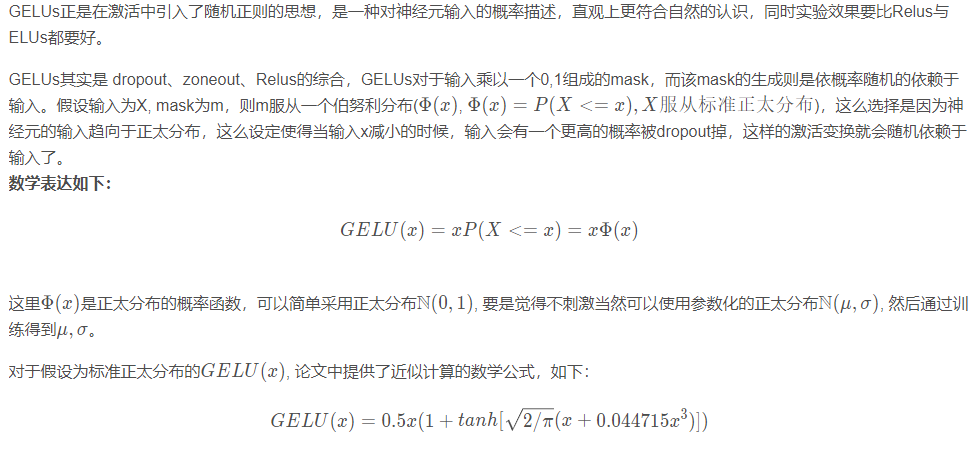 GELUs正是在激活中引入了随机正则的思想，是一种对神经元输入的概率描述，直观上更符合自然的认识，同时实验效果要比Relus与
ELUs都要好。
GELUs其实是 dropout、zoneout、Relus的综合，GELUs对于输入乘以一个0,1组成的mask，而该mask的生成则是依概率随机的依赖于
输入。假设输入为X, mask为m，则m服从一个伯努利分布(Φ(x), Φ(x) = P(X <= x), X服从标准正太分布)，这么选择是因为神
经元的输入趋向于正太分布，这么设定使得当输入x减小的时候，输入会有一个更高的概率被dropout掉，这样的激活变换就会随机依赖于
输入了。
数学表达如下：
GELU(x) = xP(X <= x) = xΦ(x)
这里Φ(x)是正太分布的概率函数，可以简单采用正太分布ℕ(0, 1), 要是觉得不刺激当然可以使用参数化的正太分布ℕ(μ, σ), 然后通过训
练得到μ, σ。
对于假设为标准正太分布的GELU(x), 论文中提供了近似计算的数学公式，如下：
GELU(x) = 0.5x(1 + tanh[√2/π(x + 0.044715x³)])